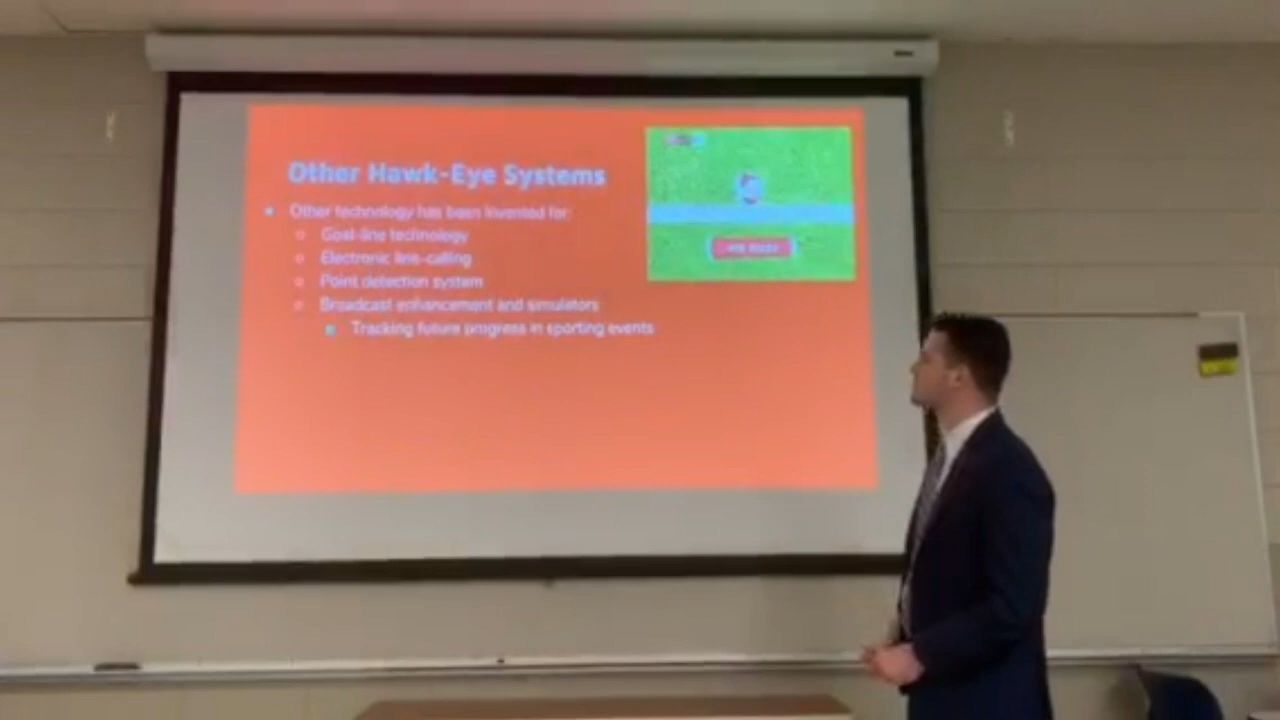 Other Hawk-Eye Systems
Other technology has been invented for:
Goal-line technology
Electronic line-calling
Point detection system
Broadcast enhancement and simulators
Tracking future progress in sporting events